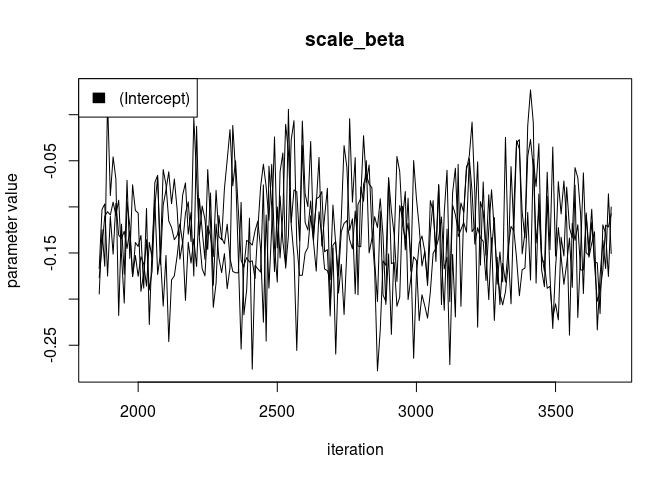 scale_beta
(Intercept)
parameter value
-0.05
-0.15
-0.25
2000 2500 3000 3500
iteration